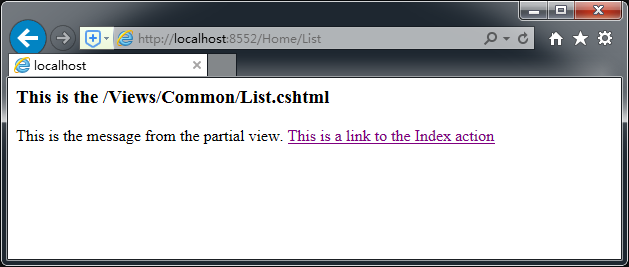 http://localhost:8552/Home/List
localhost
This is the /Views/Common/List.cshtml
This is the message from the partial view. This is a link to the Index action